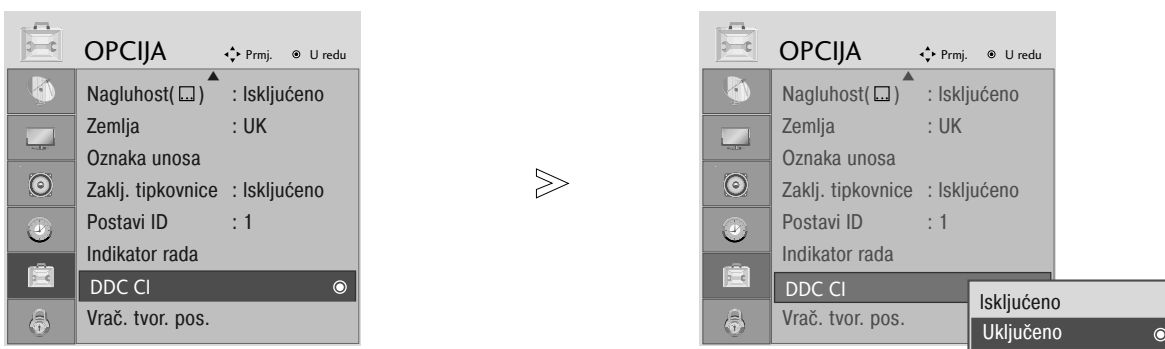 OPCIJA Prmj. U redu
Nagluhost( ) : Isključeno
Zemlja : UK
Oznaka unosa
Zaklj. tipkovnice : Isključeno
Postavi ID : 1
Indikator rada
DDC CI
Vrač. tvor. pos.
OPCIJA Prmj. U redu
Nagluhost( ) : Isključeno
Zemlja : UK
Oznaka unosa
Zaklj. tipkovnice : Isključeno
Postavi ID : 1
Indikator rada
DDC CI
Vrač. tvor. pos.
Isključeno
Uključeno